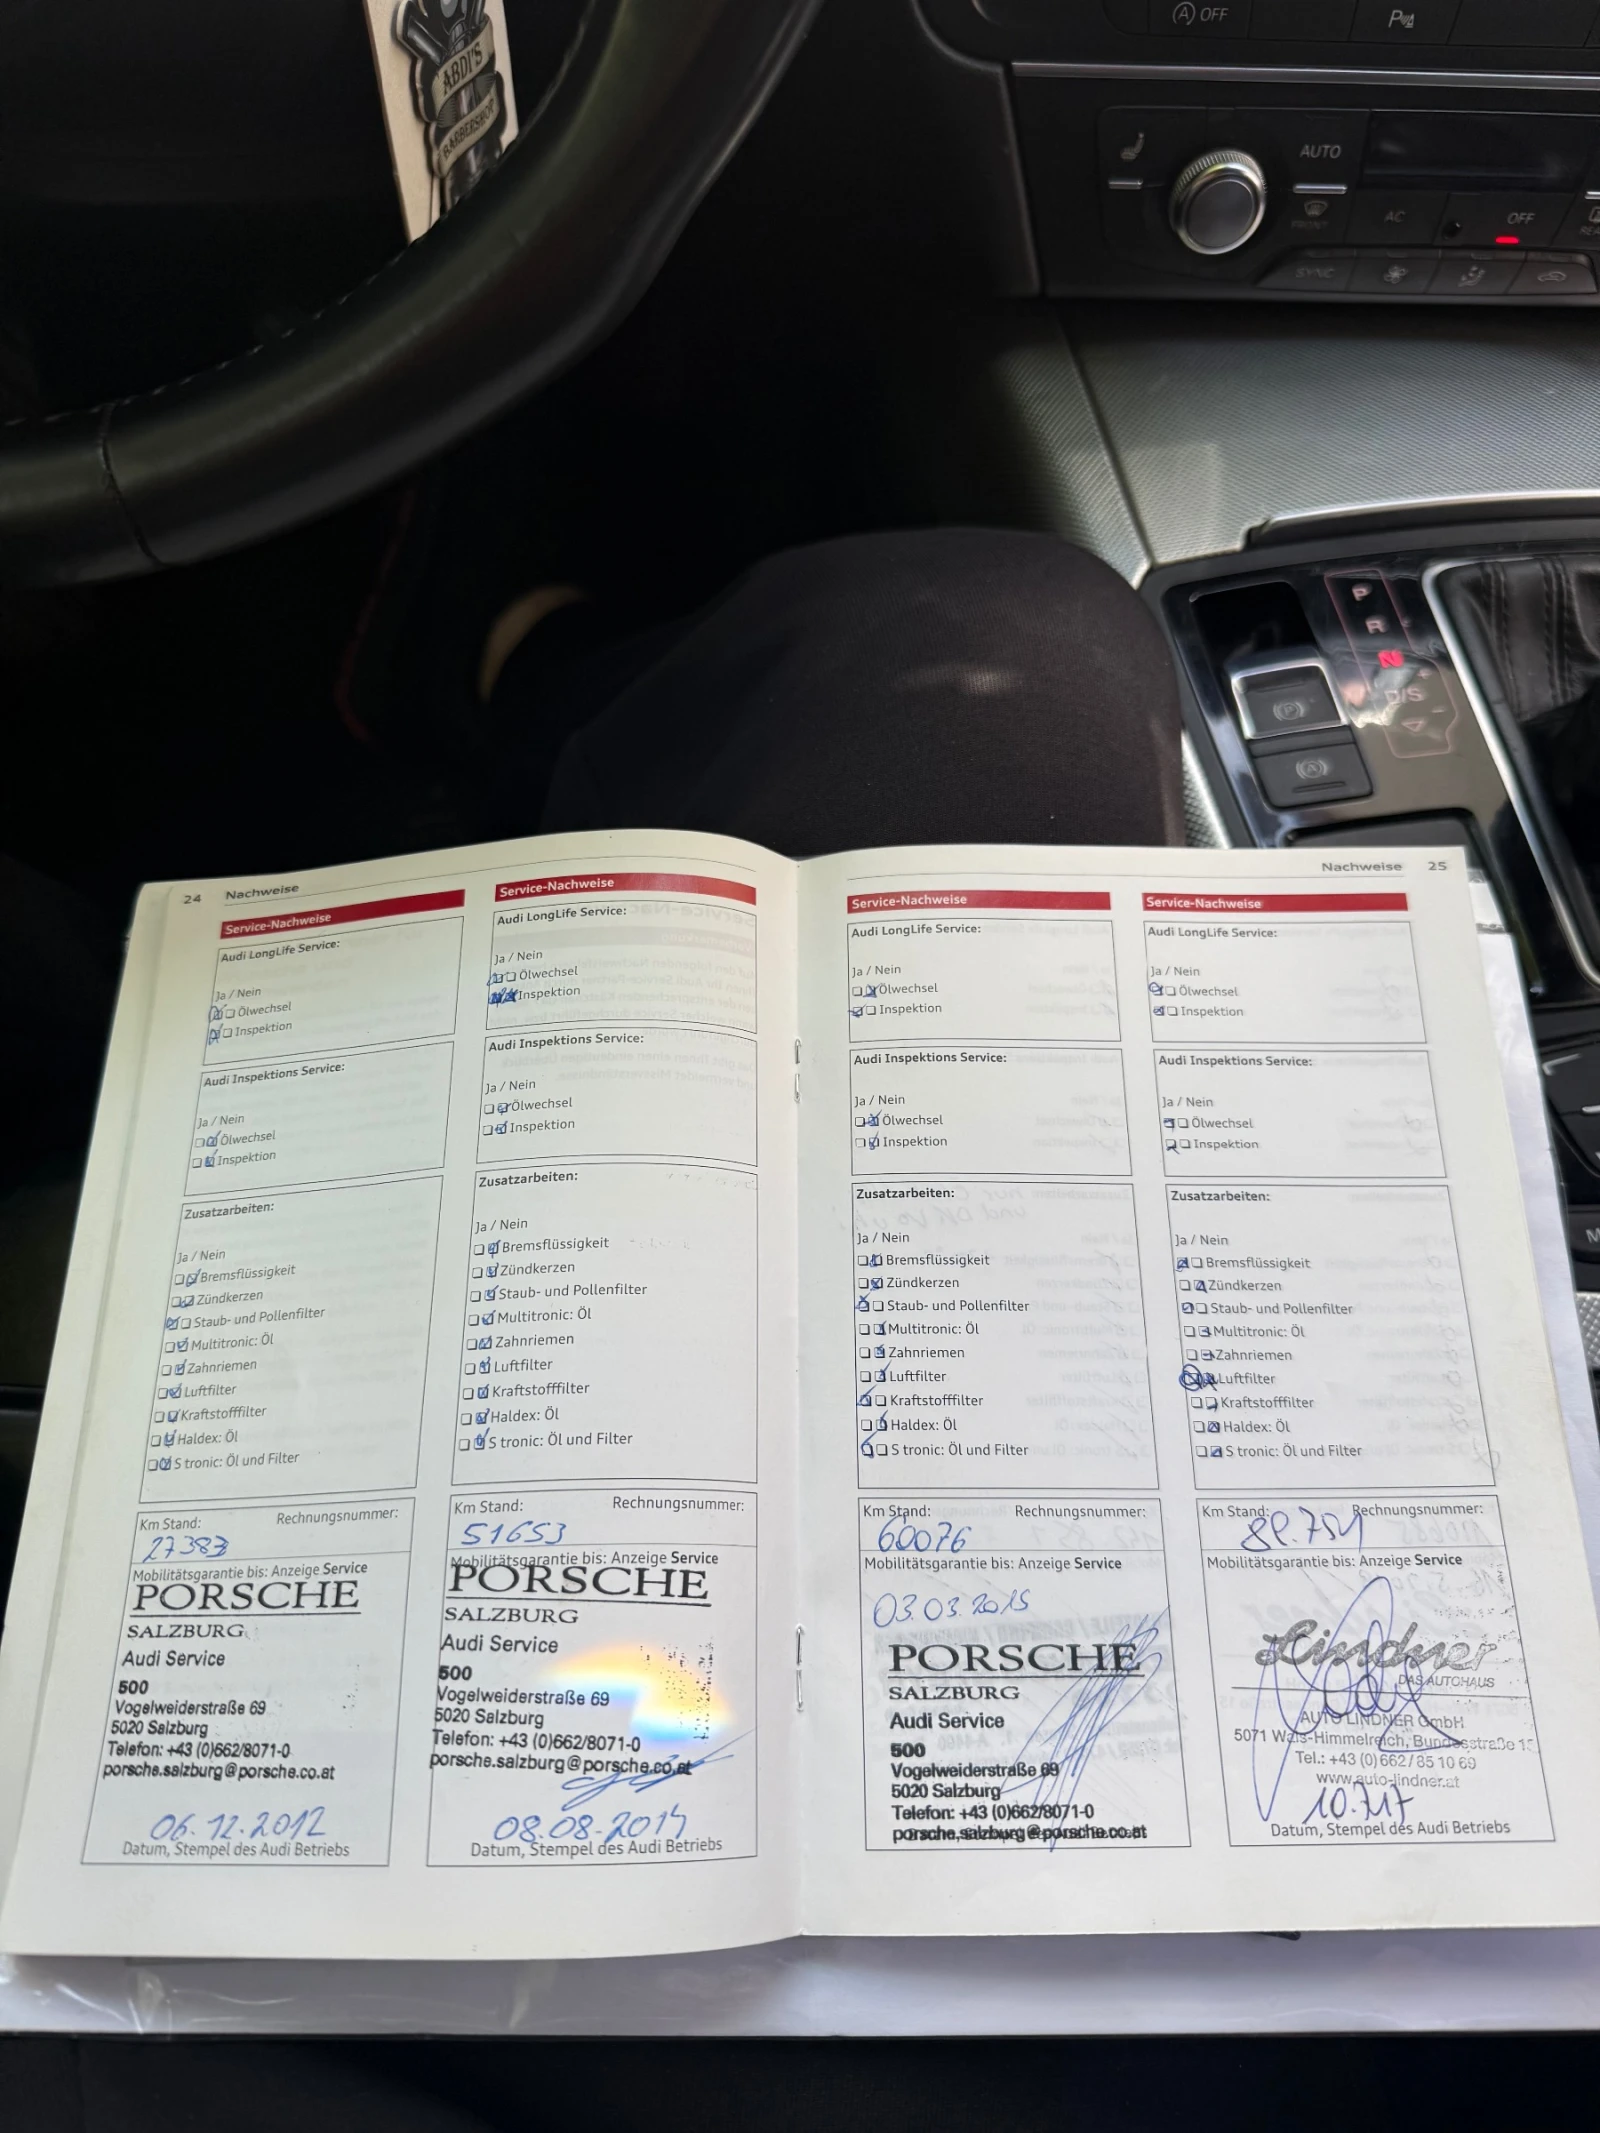 ABDI'S
BARBERSHOP
A OFF
P
AUTO
FRONT
AC
OFF
SYNC
P
R
N
D/S
24 Nachweise
Service-Nachweise
Audi LongLife Service:
Ja / Nein
Ölwechsel
Inspektion
Audi Inspektions Service:
Ja / Nein
Ölwechsel
Inspektion
Zusatzarbeiten:
Ja / Nein
Bremsflüssigkeit
Zündkerzen
Staub- und Pollenfilter
Multitronic: Öl
Zahnriemen
Luftfilter
Kraftstofffilter
Haldex: Öl
S tronic: Öl und Filter
Km Stand: Rechnungsnummer:
27383
Mobilitätsgarantie bis: Anzeige Service
PORSCHE
SALZBURG
Audi Service
500
Vogelweiderstraße 69
5020 Salzburg
Telefon: +43 (0)662/8071-0
porsche.salzburg@porsche.co.at
06.12.2012
Datum, Stempel des Audi Betriebs
Service-Nachweise
Audi LongLife Service:
Ja / Nein
Ölwechsel
Inspektion
Audi Inspektions Service:
Ja / Nein
Ölwechsel
Inspektion
Zusatzarbeiten:
Ja / Nein
Bremsflüssigkeit
Zündkerzen
Staub- und Pollenfilter
Multitronic: Öl
Zahnriemen
Luftfilter
Kraftstofffilter
Haldex: Öl
S tronic: Öl und Filter
Km Stand: Rechnungsnummer:
51653
Mobilitätsgarantie bis: Anzeige Service
PORSCHE
SALZBURG
Audi Service
500
Vogelweiderstraße 69
5020 Salzburg
Telefon: +43 (0)662/8071-0
porsche.salzburg@porsche.co.at
08.08.2014
Datum, Stempel des Audi Betriebs
Nachweise 25
Service-Nachweise
Audi LongLife Service:
Ja / Nein
Ölwechsel
Inspektion
Audi Inspektions Service:
Ja / Nein
Ölwechsel
Inspektion
Zusatzarbeiten:
Ja / Nein
Bremsflüssigkeit
Zündkerzen
Staub- und Pollenfilter
Multitronic: Öl
Zahnriemen
Luftfilter
Kraftstofffilter
Haldex: Öl
S tronic: Öl und Filter
Km Stand: Rechnungsnummer:
60076
Mobilitätsgarantie bis: Anzeige Service
03.03.2015
PORSCHE
SALZBURG
Audi Service
500
Vogelweiderstraße 69
5020 Salzburg
Telefon: +43 (0)662/8071-0
porsche.salzburg@porsche.co.at
Service-Nachweise
Audi LongLife Service:
Ja / Nein
Ölwechsel
Inspektion
Audi Inspektions Service:
Ja / Nein
Ölwechsel
Inspektion
Zusatzarbeiten:
Ja / Nein
Bremsflüssigkeit
Zündkerzen
Staub- und Pollenfilter
Multitronic: Öl
Zahnriemen
Luftfilter
Kraftstofffilter
Haldex: Öl
S tronic: Öl und Filter
Km Stand: Rechnungsnummer:
Mobilitätsgarantie bis: Anzeige Service
Lindner
DAS AUTOHAUS
AUTO LINDNER GmbH
5071 Wals-Himmelreich, Bundesstraße
Tel.: +43 (0) 662 / 85 10 69
www.auto-lindner.at
10.7.17
Datum, Stempel des Audi Betriebs